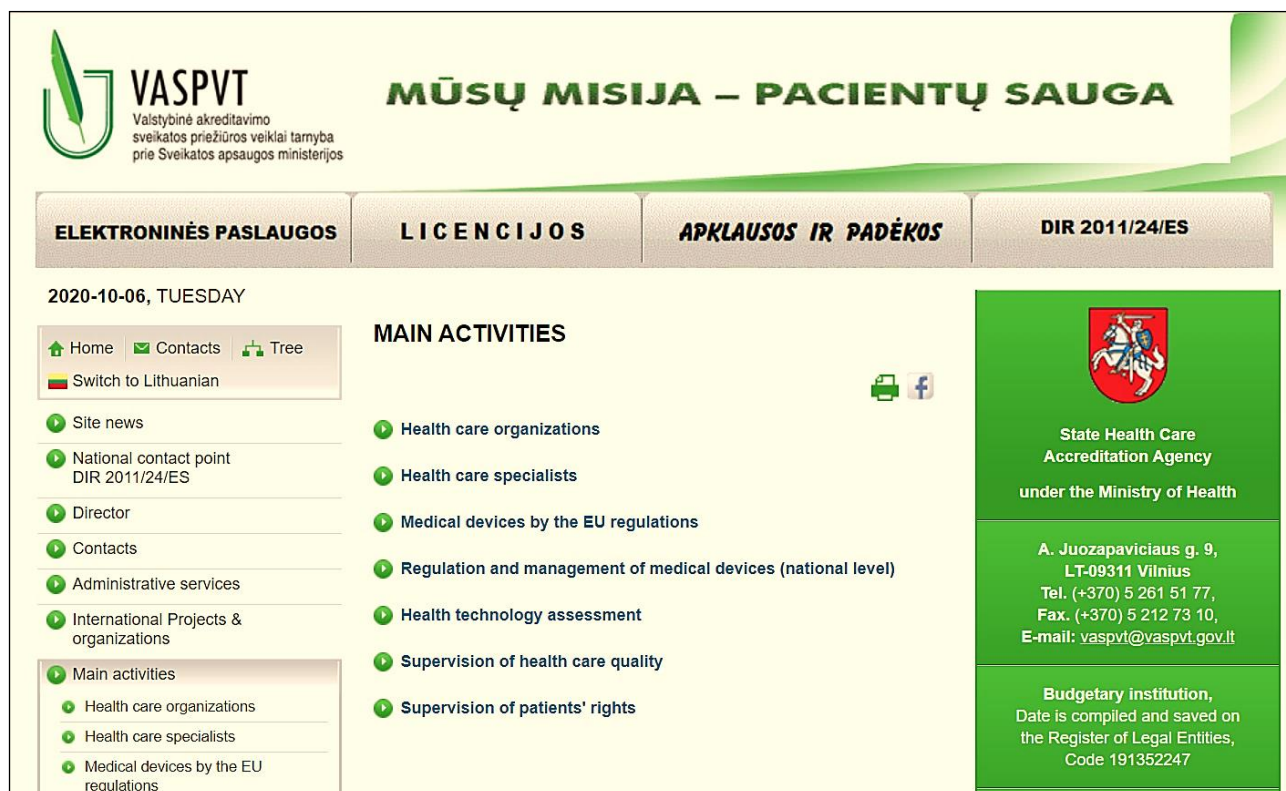 VASPVT
Valstybinė akreditavimo
sveikatos priežiūros veiklai tarnyba
prie Sveikatos apsaugos ministerijos
MŪSŲ MISIJA – PACIENTŲ SAUGA
ELEKTRONINĖS PASLAUGOS
LICENCIJOS
APKLAUSOS IR PADĖKOS
DIR 2011/24/ES
2020-10-06, TUESDAY
Home
Contacts
Tree
Switch to Lithuanian
Site news
National contact point
DIR 2011/24/ES
Director
Contacts
Administrative services
International Projects &
organizations
Main activities
Health care organizations
Health care specialists
Medical devices by the EU
regulations
MAIN ACTIVITIES
f
Health care organizations
Health care specialists
Medical devices by the EU regulations
Regulation and management of medical devices (national level)
Health technology assessment
Supervision of health care quality
Supervision of patients' rights
State Health Care
Accreditation Agency
under the Ministry of Health
A. Juozapaviciaus g. 9,
LT-09311 Vilnius
Tel. (+370) 5 261 51 77,
Fax. (+370) 5 212 73 10,
E-mail: vaspvt@vaspvt.gov.lt
Budgetary institution,
Date is compiled and saved on
the Register of Legal Entities,
Code 191352247